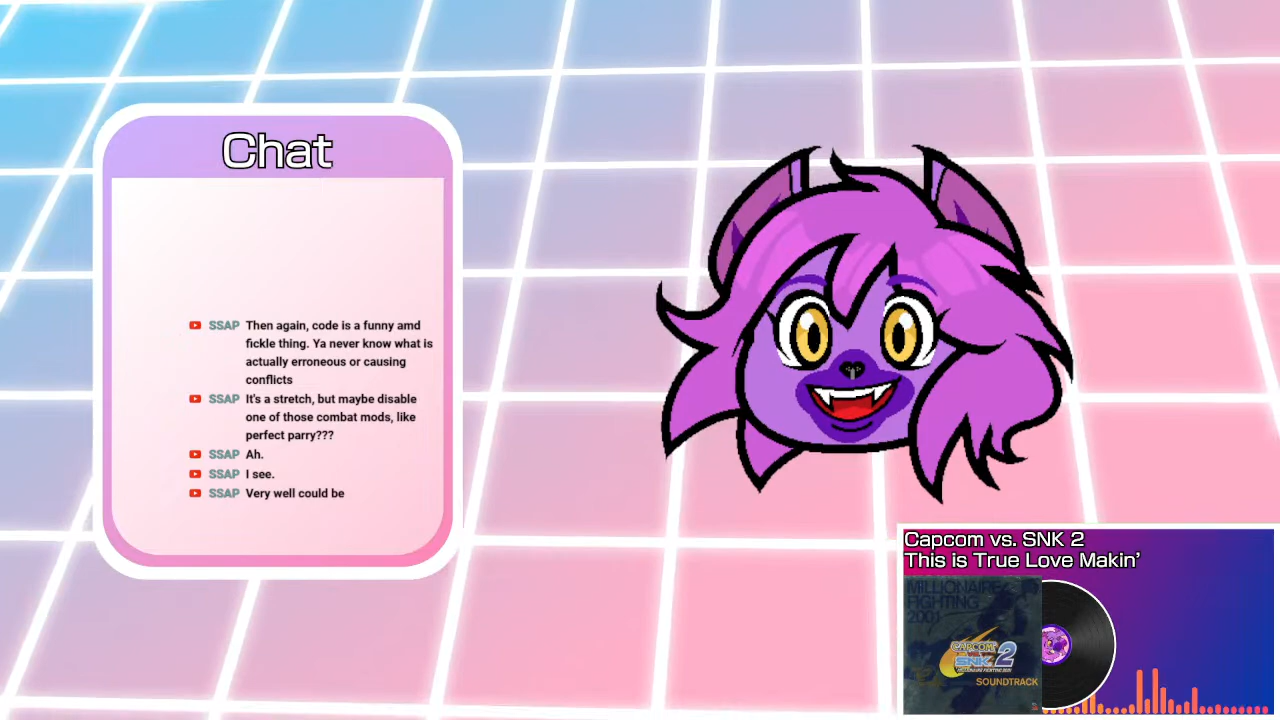 Chat
SSAP Then again, code is a funny amd
fickle thing. Ya never know what is
actually erroneous or causing
conflicts
SSAP It's a stretch, but maybe disable
one of those combat mods, like
perfect parry???
SSAP Ah.
SSAP I see.
SSAP Very well could be
Capcom vs. SNK 2
This is True Love Makin'
MILLIONAIRE
FIGHTING
2001
CAPCOM
VS.
SNK 2
MILLIONAIRE FIGHTING 2001
SOUNDTRACK